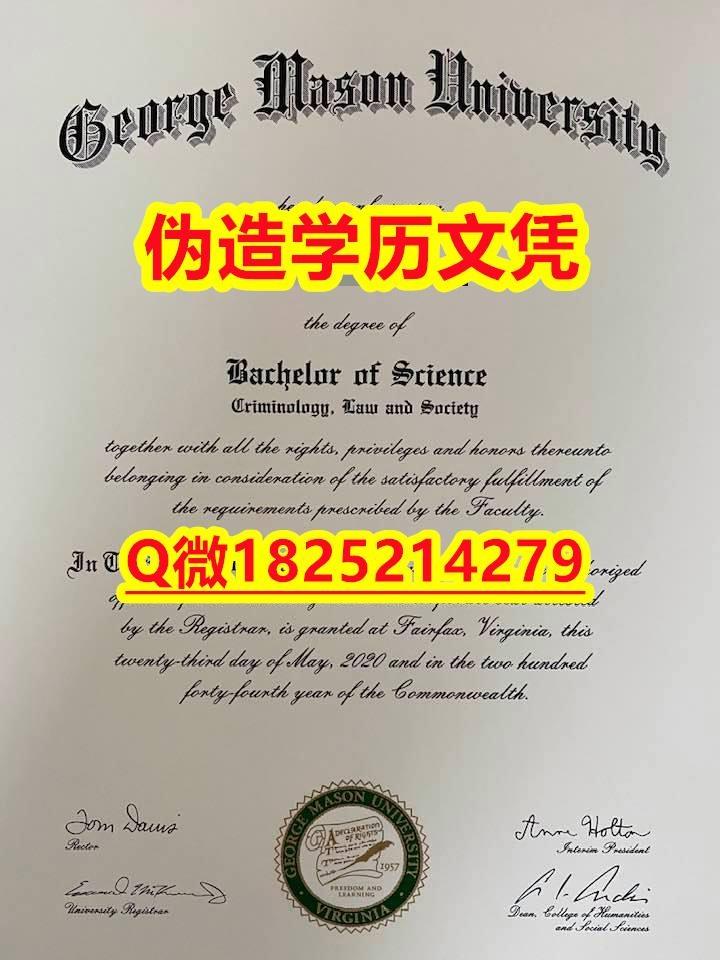 George Mason University
伪造学历文凭
the degree of
Bachelor of Science
Criminology, Law and Society
together with all the rights, privileges and honors thereunto
belonging in consideration of the satisfactory fulfillment of
the requirements prescribed by the Faculty.
In
Q微1825214279
by the Registrar, is granted at Fairfax, Virginia, this
twenty-third day of May, 2020 and in the two hundred
forty-fourth year of the Commonwealth.
Tom Davis
Rector
Anne Holton
Interim President
University Registrar
Dean, College of Humanities
and Social Sciences
GEORGE MASON UNIVERSITY
A DECLARATION
OF RIGHTS
1957
FREEDOM AND
LEARNING
VIRGINIA